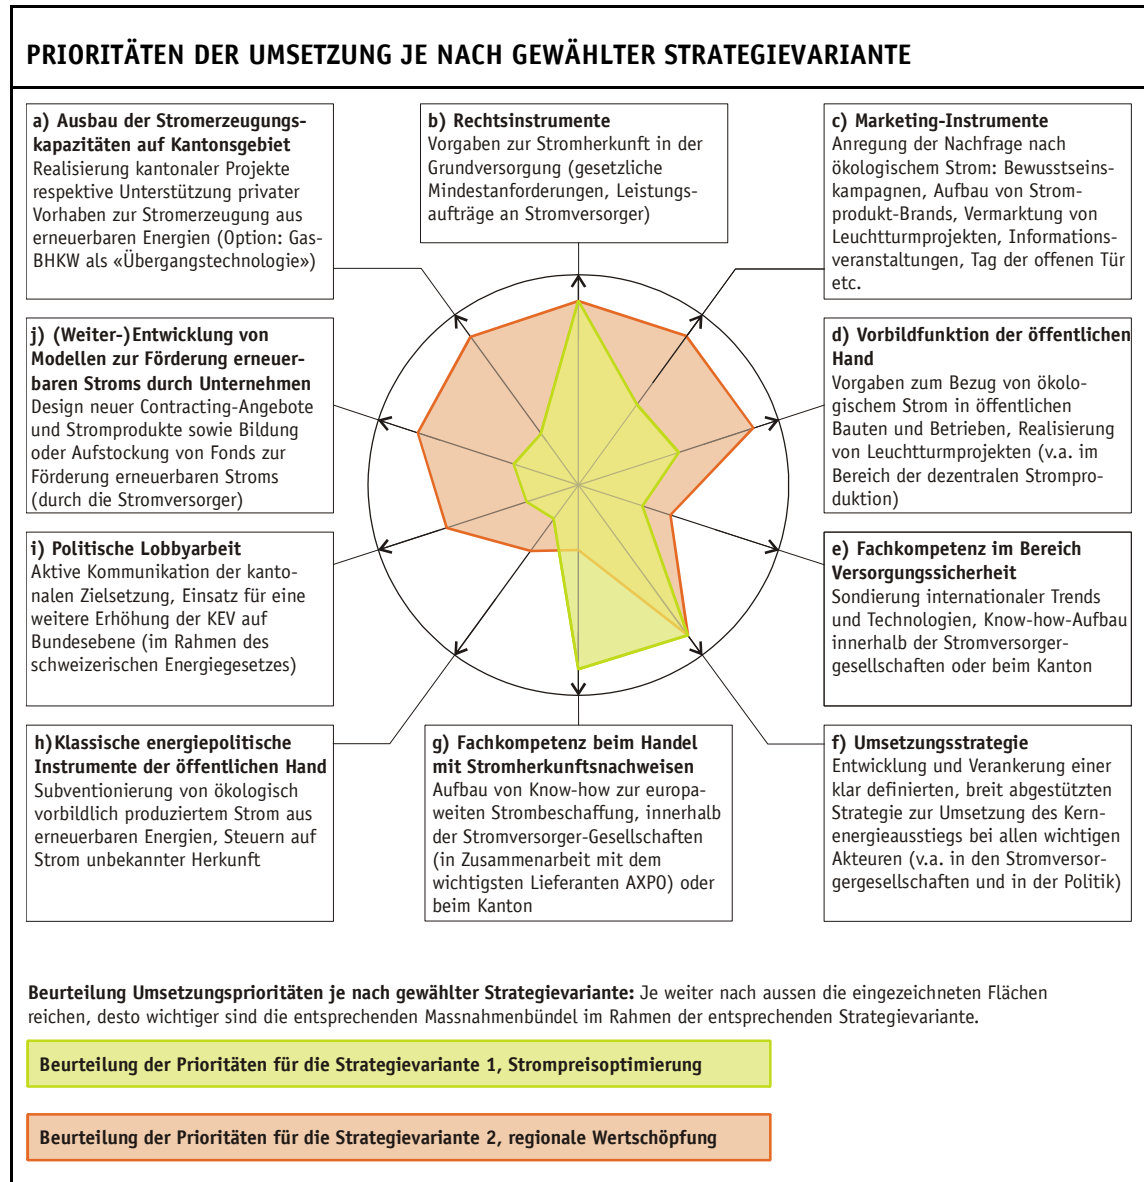 PRIORITÄTEN DER UMSETZUNG JE NACH GEWÄHLTER STRATEGIEVARIANTE
a) Ausbau der Stromerzeugungs-
kapazitäten auf Kantonsgebiet
Realisierung kantonaler Projekte
respektive Unterstützung privater
Vorhaben zur Stromerzeugung aus
erneuerbaren Energien (Option: Gas-
BHKW als «Übergangstechnologie»)
b) Rechtsinstrumente
Vorgaben zur Stromherkunft in der
Grundversorgung (gesetzliche
Mindestanforderungen, Leistungs-
aufträge an Stromversorger)
c) Marketing-Instrumente
Anregung der Nachfrage nach
ökologischem Strom: Bewusstseins-
kampagnen, Aufbau von Strom-
produkt-Brands, Vermarktung von
Leuchtturmprojekten, Informations-
veranstaltungen, Tag der offenen Tür
etc.
j) (Weiter-)Entwicklung von
Modellen zur Förderung erneuer-
baren Stroms durch Unternehmen
Design neuer Contracting-Angebote
und Stromprodukte sowie Bildung
oder Aufstockung von Fonds zur
Förderung erneuerbaren Stroms
(durch die Stromversorger)
d) Vorbildfunktion der öffentlichen
Hand
Vorgaben zum Bezug von ökolo-
gischem Strom in öffentlichen
Bauten und Betrieben, Realisierung
von Leuchtturmprojekten (v.a. im
Bereich der dezentralen Strompro-
duktion)
i) Politische Lobbyarbeit
Aktive Kommunikation der kanto-
nalen Zielsetzung, Einsatz für eine
weitere Erhöhung der KEV auf
Bundesebene (im Rahmen des
schweizerischen Energiegesetzes)
e) Fachkompetenz im Bereich
Versorgungssicherheit
Sondierung internationaler Trends
und Technologien, Know-how-Aufbau
innerhalb der Stromversorger-
gesellschaften oder beim Kanton
h)Klassische energiepolitische
Instrumente der öffentlichen Hand
Subventionierung von ökologisch
vorbildlich produziertem Strom aus
erneuerbaren Energien, Steuern auf
Strom unbekannter Herkunft
g) Fachkompetenz beim Handel
mit Stromherkunftsnachweisen
Aufbau von Know-how zur europa-
weiten Strombeschaffung, innerhalb
der Stromversorger-Gesellschaften
(in Zusammenarbeit mit dem
wichtigsten Lieferanten AXPO) oder
beim Kanton
f) Umsetzungsstrategie
Entwicklung und Verankerung einer
klar definierten, breit abgestützten
Strategie zur Umsetzung des Kern-
energieausstiegs bei allen wichtigen
Akteuren (v.a. in den Stromversor-
gergesellschaften und in der Politik)
Beurteilung Umsetzungsprioritäten je nach gewählter Strategievariante: Je weiter nach aussen die eingezeichneten Flächen
reichen, desto wichtiger sind die entsprechenden Massnahmenbündel im Rahmen der entsprechenden Strategievariante.
Beurteilung der Prioritäten für die Strategievariante 1, Strompreisoptimierung
Beurteilung der Prioritäten für die Strategievariante 2, regionale Wertschöpfung